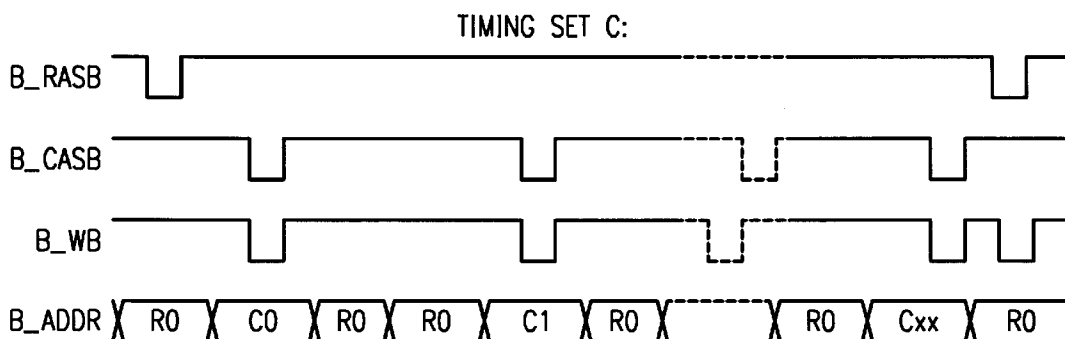 TIMING SET C:
B_RASB
B_CASB
B_WB
B_ADDR R0 C0 R0 R0 C1 R0 R0 Cxx R0